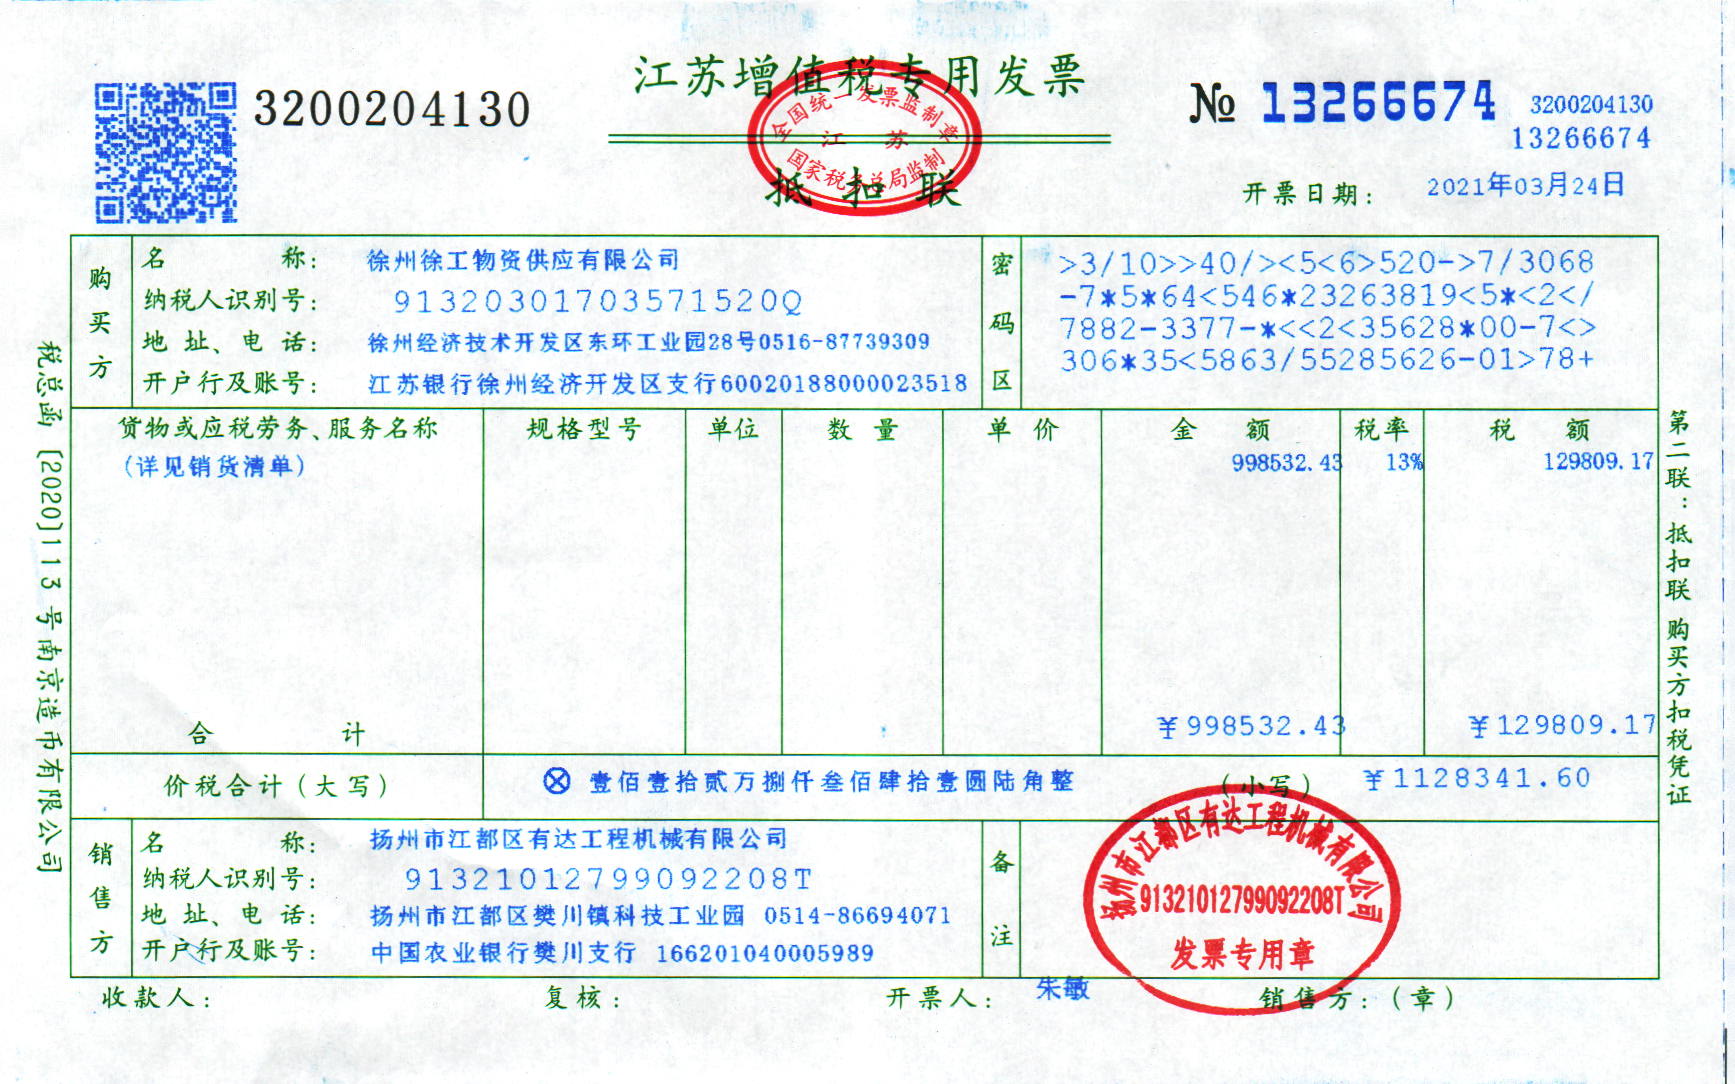 江苏增值税专用发票
3200204130
№ 13266674
3200204130
13266674
全国统一发票监制章
江 苏
国家税务总局监制
抵 扣 联
开票日期： 2021年03月24日
购买方
名 称： 徐州徐工物资供应有限公司
纳税人识别号： 91320301703571520Q
地 址、电 话： 徐州经济技术开发区东环工业园28号0516-87739309
开户行及账号： 江苏银行徐州经济开发区支行60020188000023518
密码区
>3/10>>40/><5<6>520->7/3068
-7*5*64<546*23263819<5*<2</
7882-3377-*<<2<35628*00-7<>
306*35<5863/55285626-01>78+
货物或应税劳务、服务名称 规格型号 单位 数 量 单 价 金 额 税率 税 额
(详见销货清单) 998532.43 13% 129809.17
合 计 ￥998532.43 ￥129809.17
价税合计（大写） ⊗ 壹佰壹拾贰万捌仟叁佰肆拾壹圆陆角整 （小写） ￥1128341.60
销售方
名 称： 扬州市江都区有达工程机械有限公司
纳税人识别号： 91321012799092208T
地 址、电 话： 扬州市江都区樊川镇科技工业园 0514-86694071
开户行及账号： 中国农业银行樊川支行 166201040005989
备注
扬州市江都区有达工程机械有限公司
91321012799092208T
发票专用章
收款人： 复核： 开票人： 朱敏 销售方：（章）
税总函 [2020]113 号南京造币有限公司
第二联：抵扣联 购买方扣税凭证